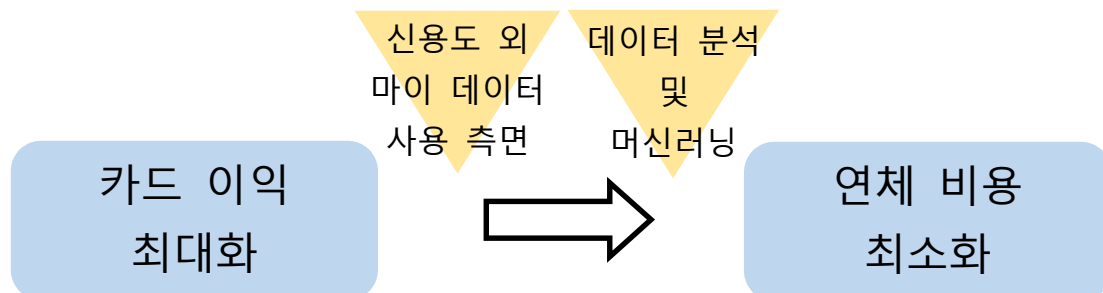 신용도 외
마이 데이터
사용 측면
데이터 분석
및
머신러닝
카드 이익
최대화
연체 비용
최소화